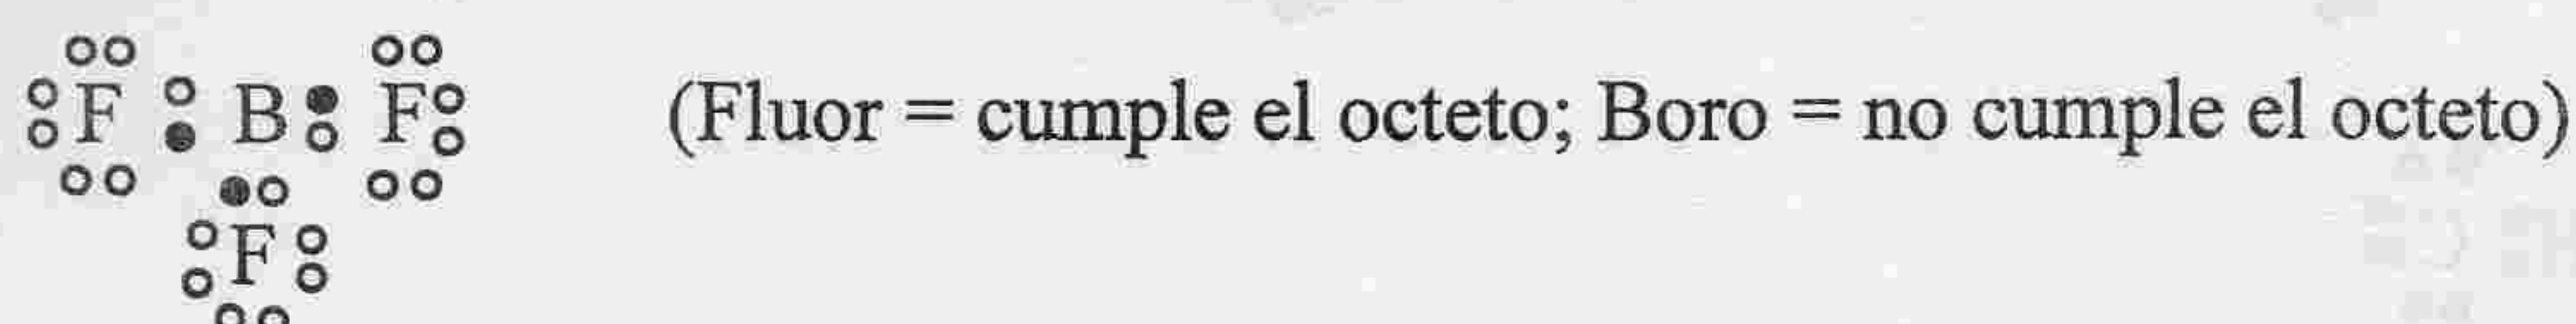 F B F (Fluor = cumple el octeto; Boro = no cumple el octeto)
F